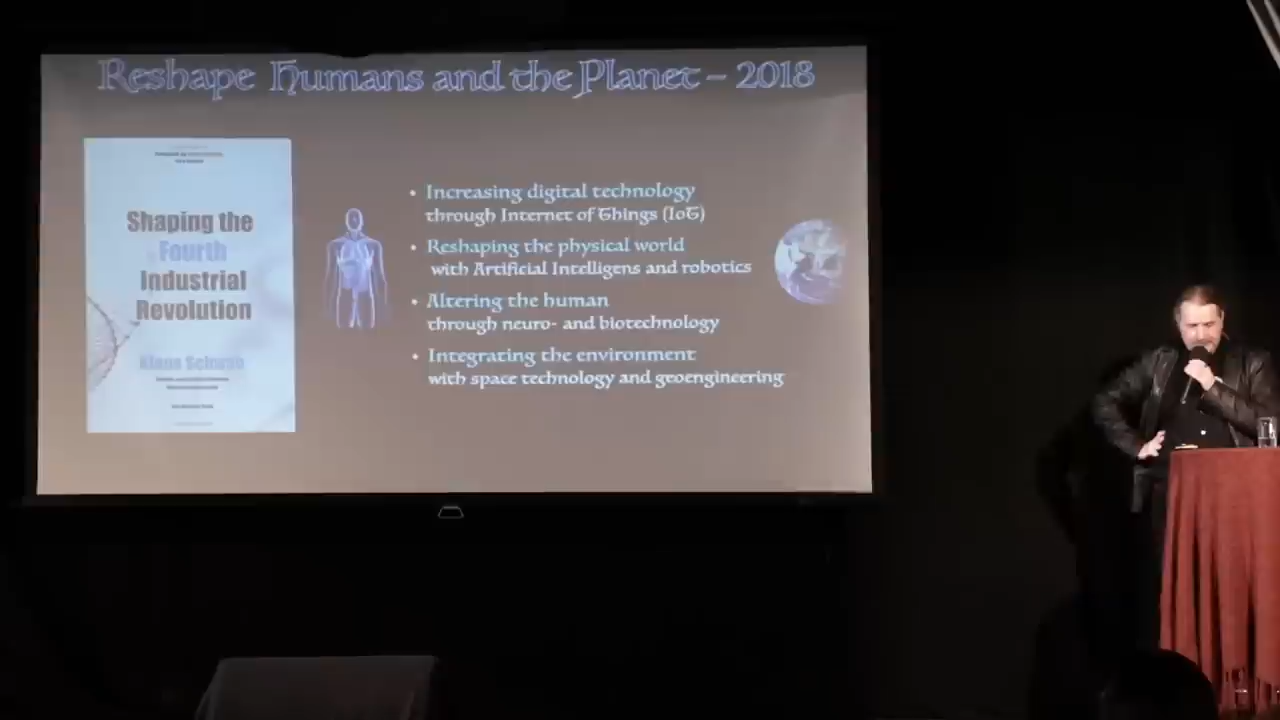 Reshape Humans and the Planet – 2018
Shaping the
Fourth
Industrial
Revolution
Klaus Schwab
• Increasing digital technology
through Internet of Things (IoT)
• Reshaping the physical world
with Artificial Intelligens and robotics
• Altering the human
through neuro- and biotechnology
• Integrating the environment
with space technology and geoengineering